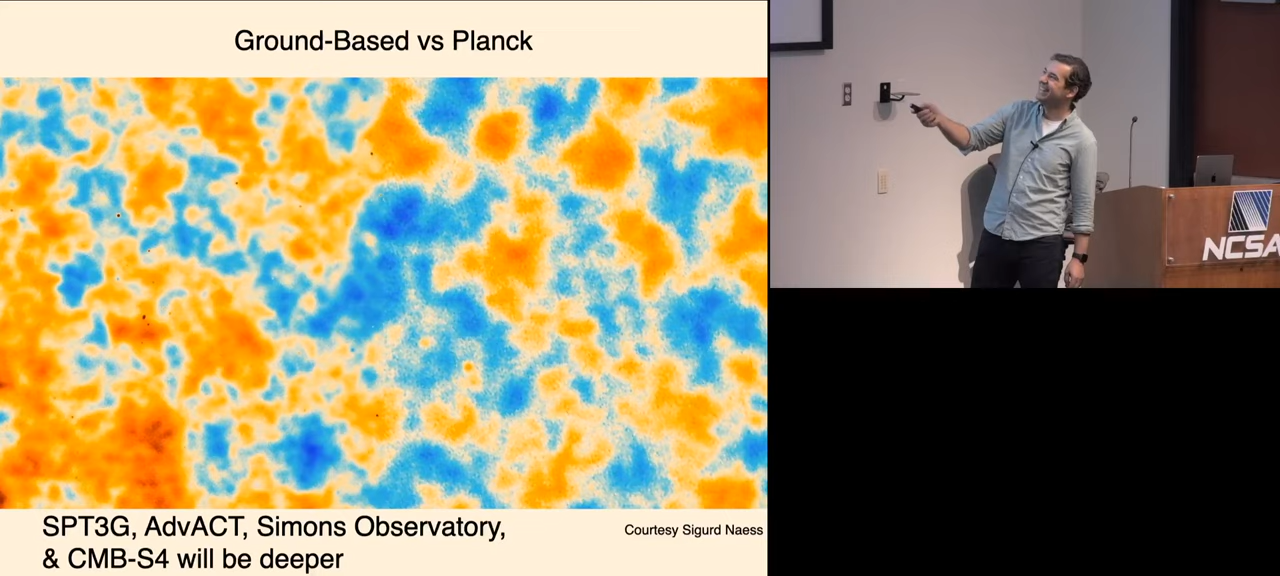 Ground-Based vs Planck
SPT3G, AdvACT, Simons Observatory,
& CMB-S4 will be deeper
Courtesy Sigurd Naess
NCSA